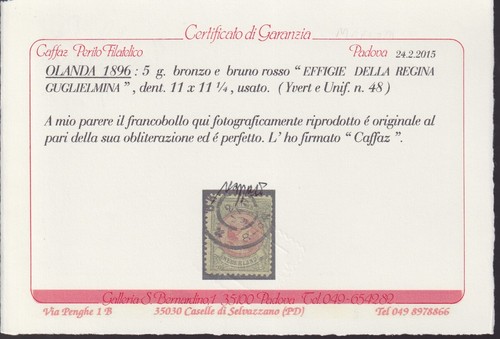 Certificato di Garanzia
Caffaz Perito Filatelico Padova 24.2.2015
OLANDA 1896 : 5 g. bronzo e bruno rosso “ EFFIGIE DELLA REGINA
GUGLIELMINA ” , dent. 11 x 11 ¼ , usato. ( Yvert e Unif. n. 48 )
A mio parere il francobollo qui fotograficamente riprodotto é originale al
pari della sua obliterazione ed é perfetto. L’ ho firmato “ Caffaz ”.
NEDERLAND
Galleria S. Bernardino,1 35100 Padova Tel 049-654282
Via Penghe 1 B 35030 Caselle di Selvazzano (PD) Tel 049 8978866